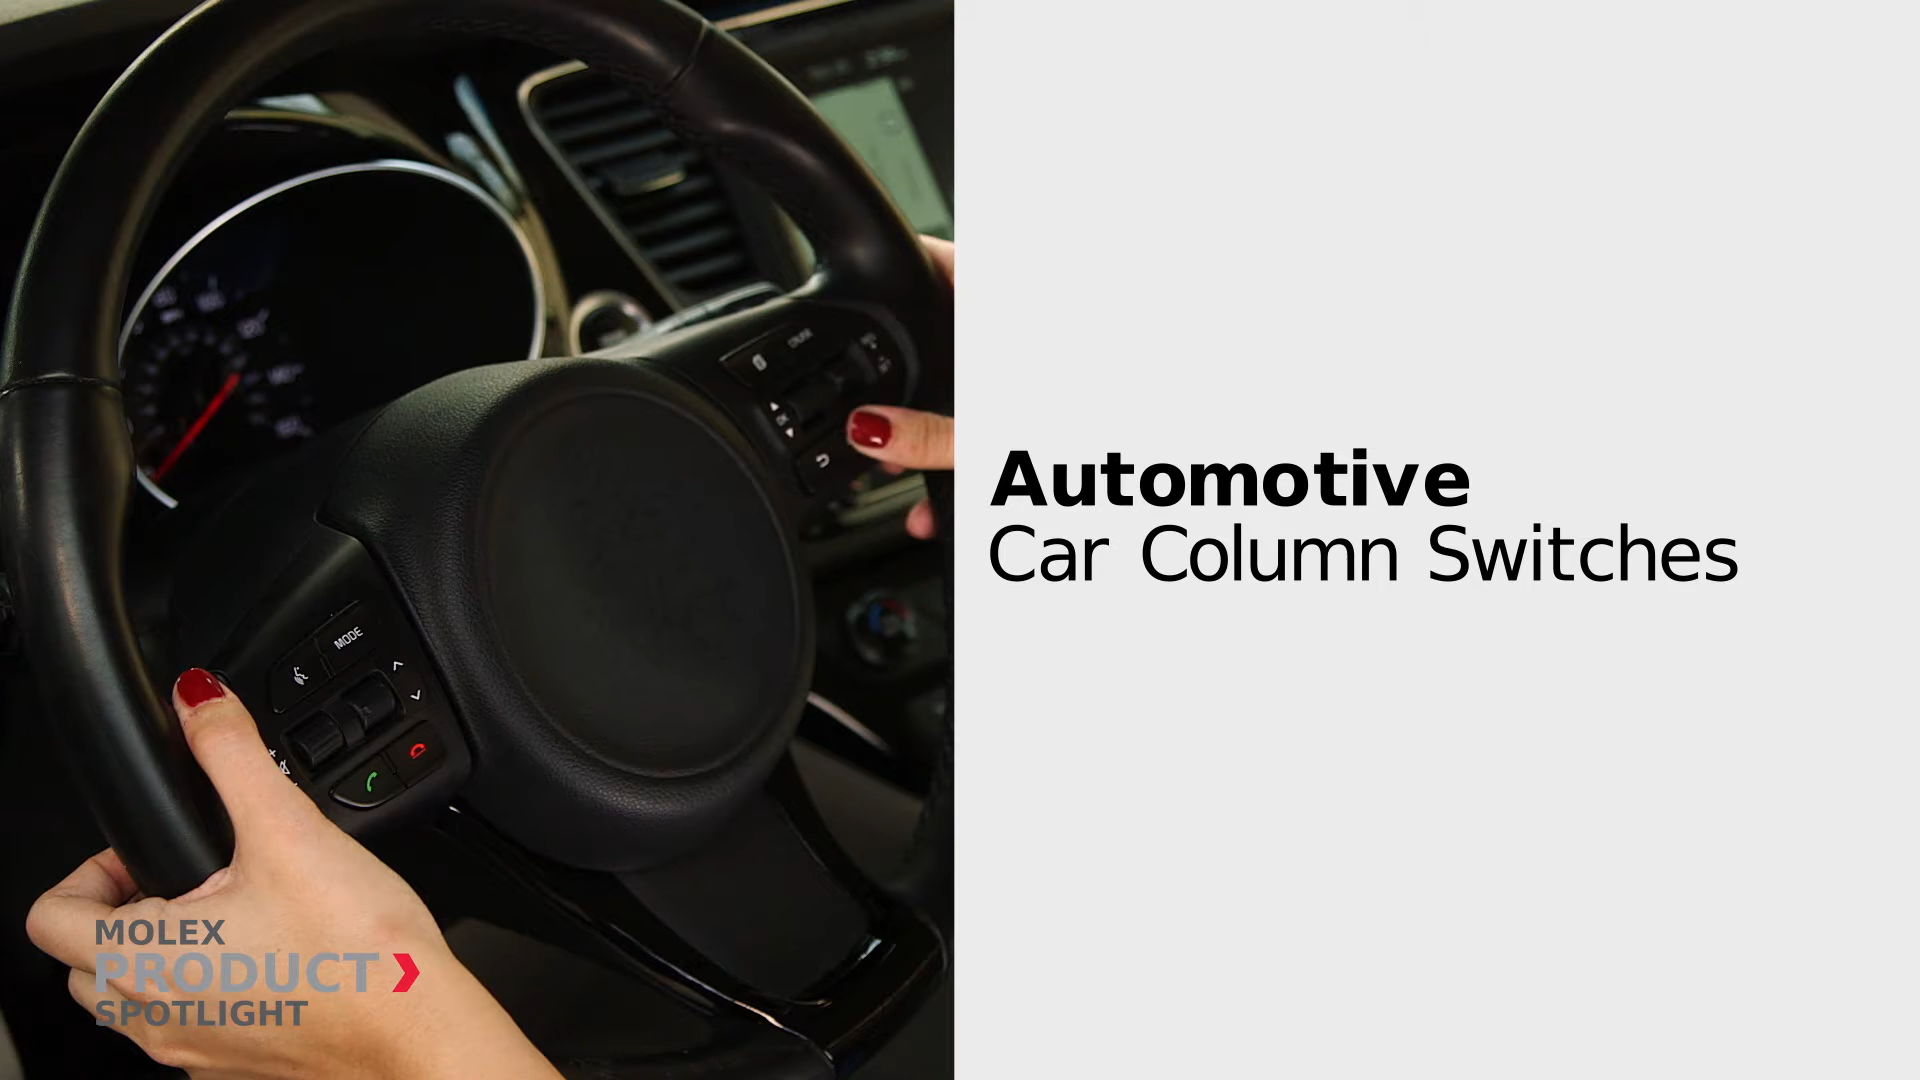 Automotive
Car Column Switches
MODE
MOLEX
PRODUCT
SPOTLIGHT